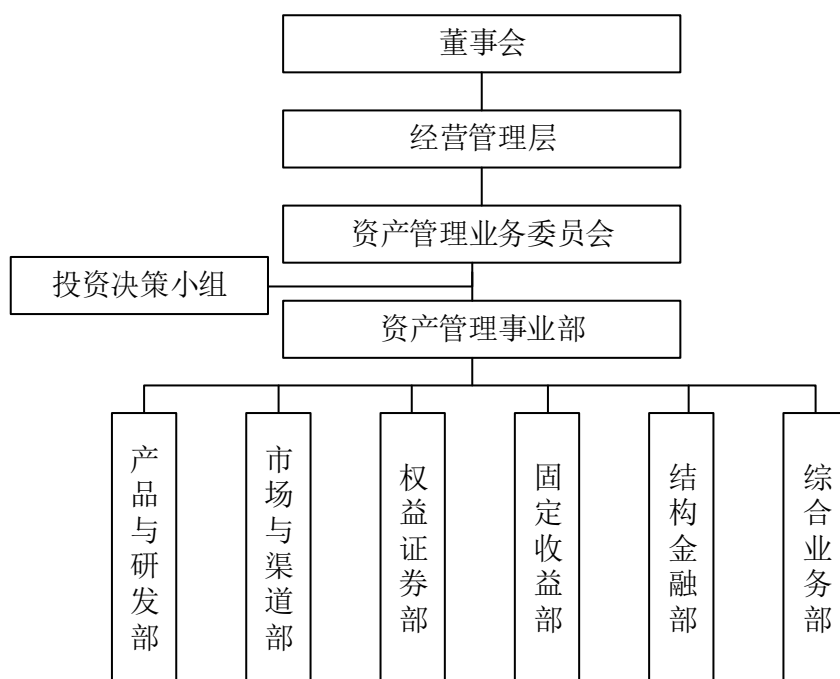 董事会
经营管理层
资产管理业务委员会
投资决策小组
资产管理事业部
产品与研发部
市场与渠道部
权益证券部
固定收益部
结构金融部
综合业务部